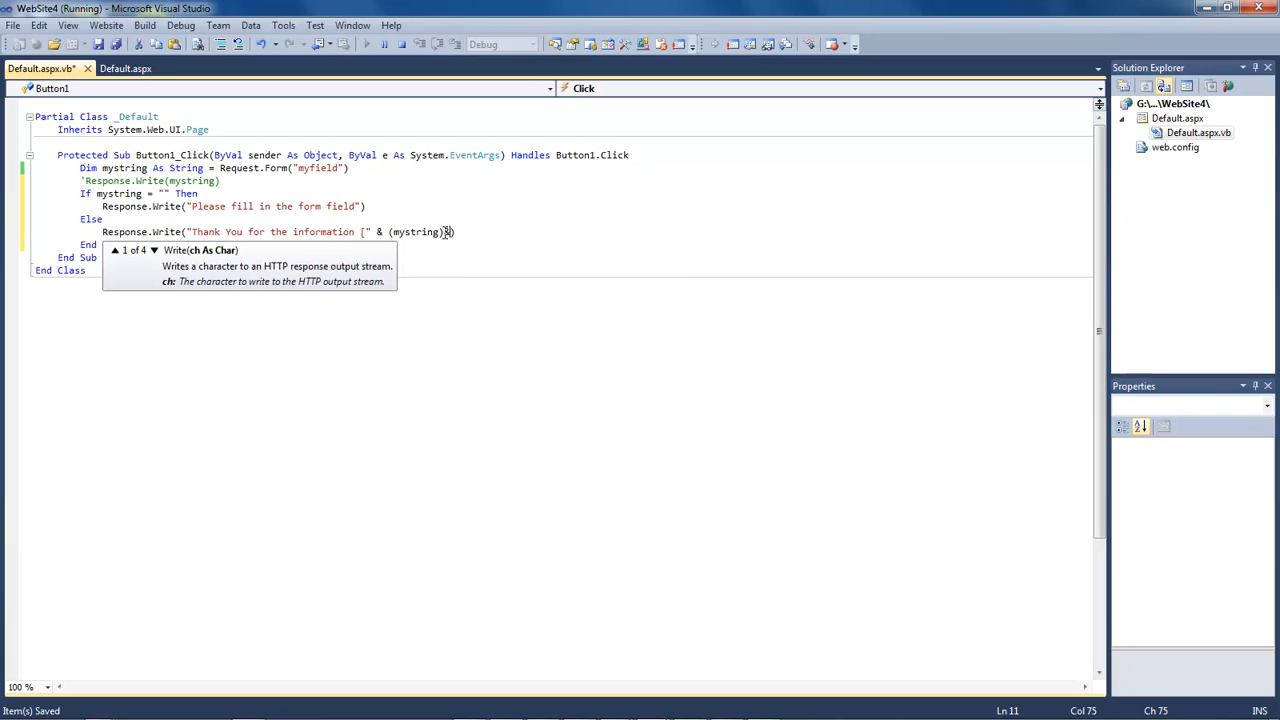 WebSite4 (Running) - Microsoft Visual Studio
File Edit View Website Build Debug Team Data Tools Test Window Help
Debug
Default.aspx.vb* Default.aspx
Solution Explorer
Button1 Click
G:\...\WebSite4\
Default.aspx
Default.aspx.vb
web.config
Partial Class _Default
Inherits System.Web.UI.Page
Protected Sub Button1_Click(ByVal sender As Object, ByVal e As System.EventArgs) Handles Button1.Click
Dim mystring As String = Request.Form("myfield")
'Response.Write(mystring)
If mystring = "" Then
Response.Write("Please fill in the form field")
Else
Response.Write("Thank You for the information [" & (mystring)&)
End
1 of 4 Write(ch As Char)
Writes a character to an HTTP response output stream.
ch: The character to write to the HTTP output stream.
End Sub
End Class
Properties
100 %
Item(s) Saved Ln 11 Col 75 Ch 75 INS